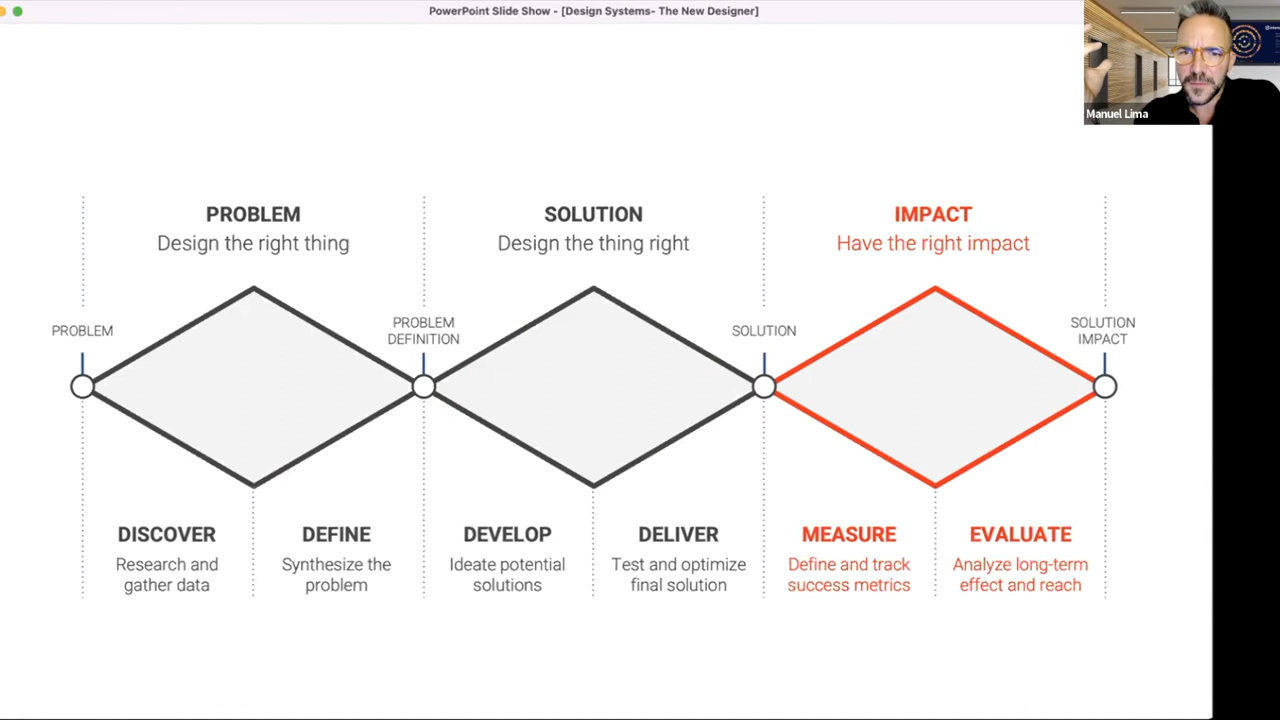 PowerPoint Slide Show - [Design Systems- The New Designer]
Manuel Lima
PROBLEM
Design the right thing
SOLUTION
Design the thing right
IMPACT
Have the right impact
PROBLEM
PROBLEM
DEFINITION
SOLUTION
SOLUTION
IMPACT
DISCOVER
Research and
gather data
DEFINE
Synthesize the
problem
DEVELOP
Ideate potential
solutions
DELIVER
Test and optimize
final solution
MEASURE
Define and track
success metrics
EVALUATE
Analyze long-term
effect and reach